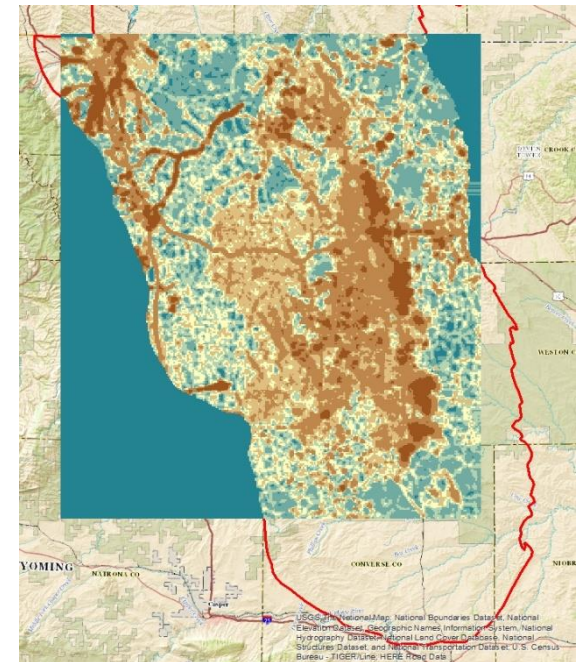 CROOK C
WESTON C
YOMING
NATRONA CO
CONVERSE CO
NIOBR
Casper
USGS The National Map: National Boundaries Dataset, National
Elevation Dataset, Geographic Names Information System, National
Hydrography Dataset, National Land Cover Database, National
Structures Dataset, and National Transportation Dataset; U.S. Census
Bureau - TIGER/Line; HERE Road Data